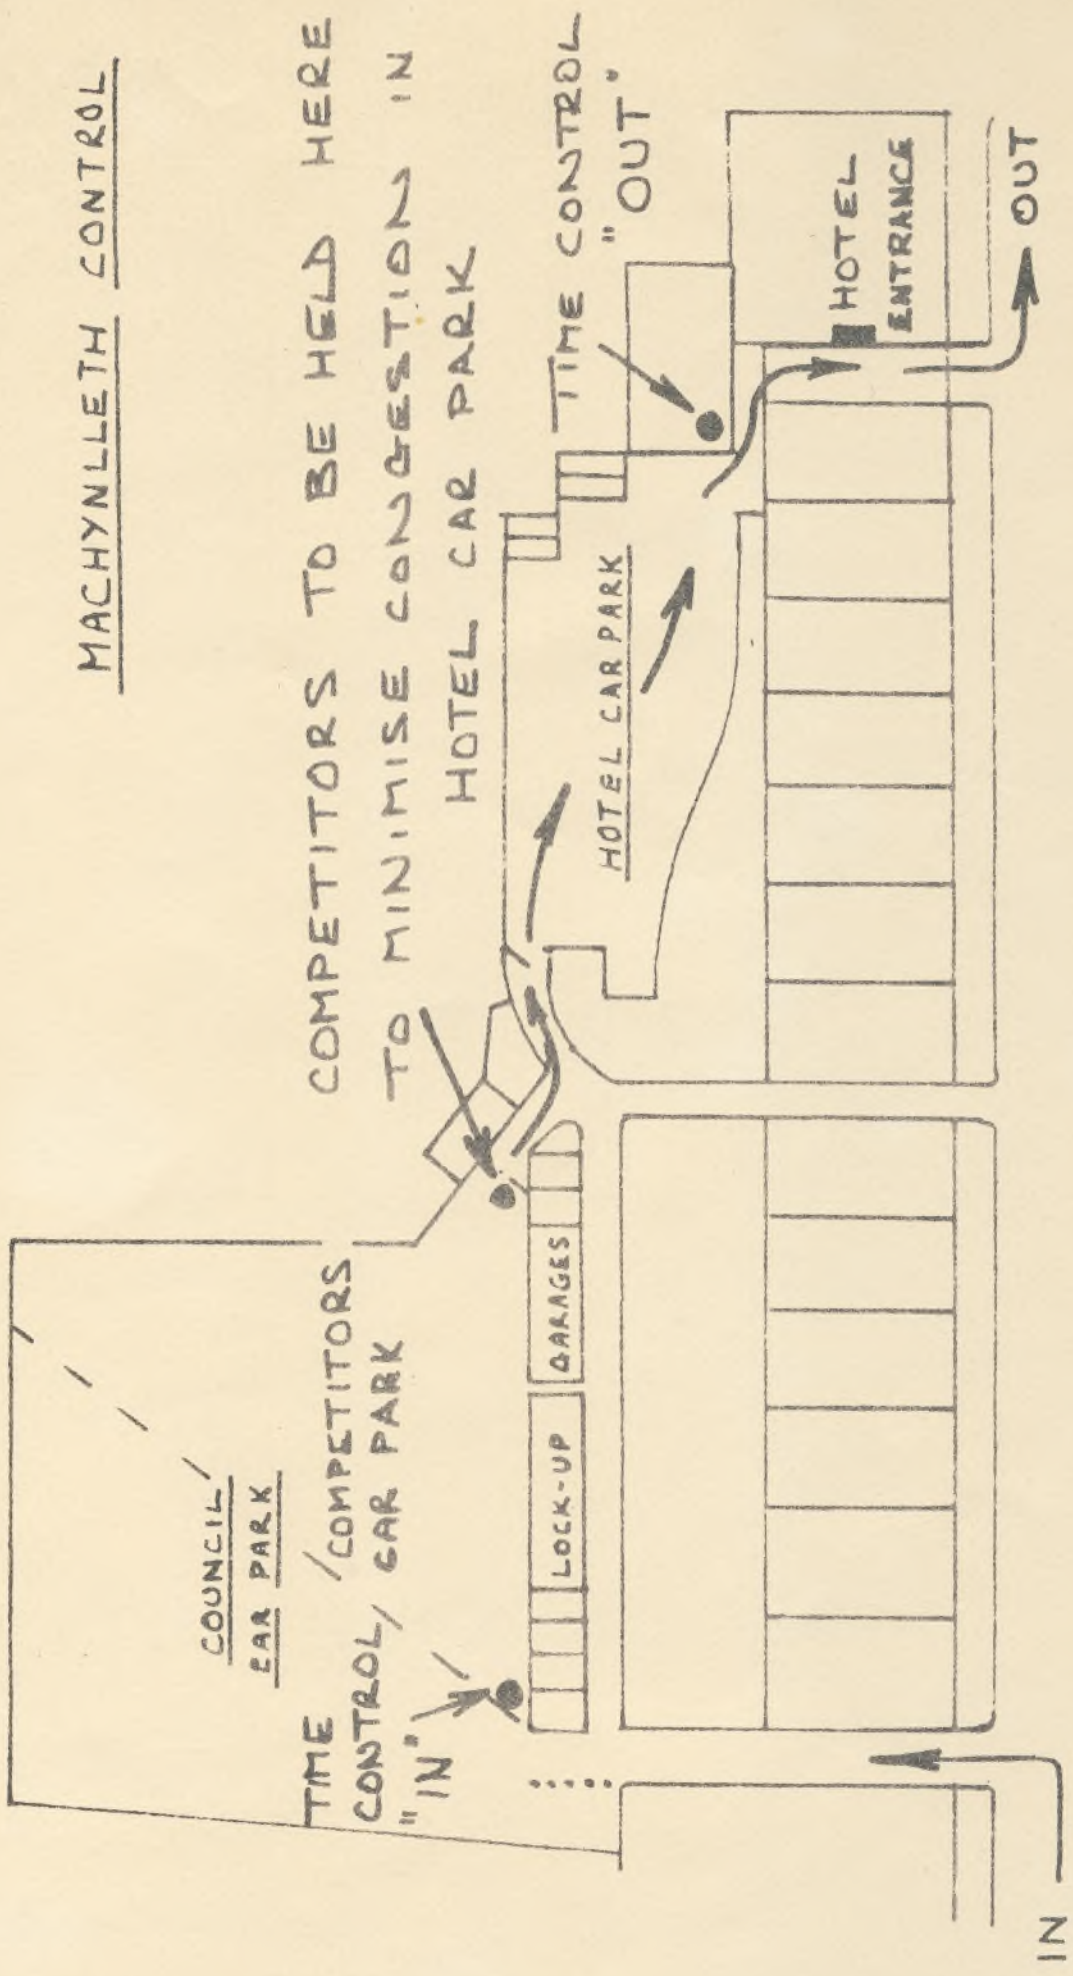 MACHYNLLETH CONTROL
COMPETITORS TO BE HELD HERE
TO MINIMISE CONGESTION IN
HOTEL CAR PARK
COUNCIL
CAR PARK
TIME
CONTROL
"IN"
COMPETITORS
CAR PARK
TIME CONTROL
"OUT"
LOCK-UP GARAGES
HOTEL CAR PARK
HOTEL
ENTRANCE
IN
OUT